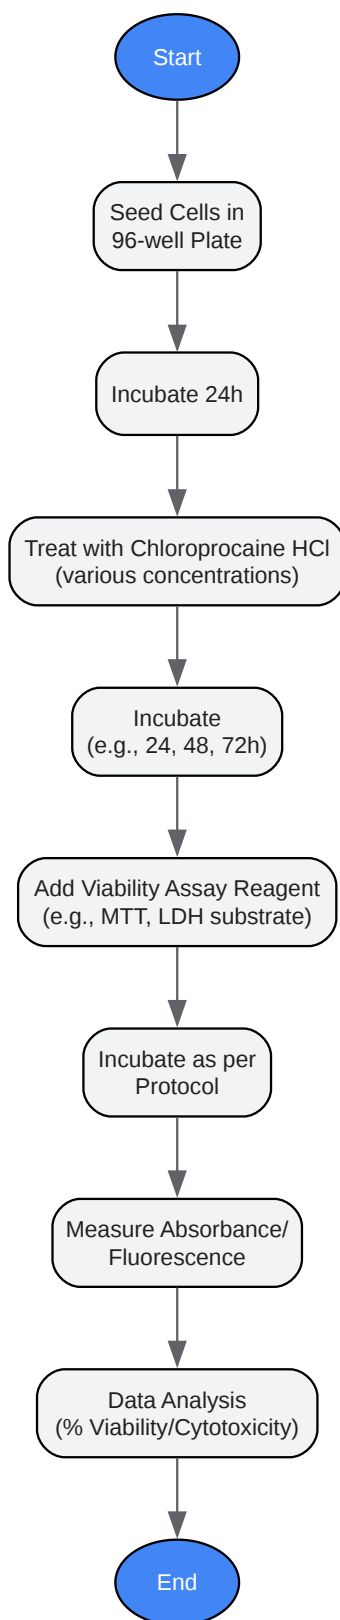 Start
Seed Cells in
96-well Plate
Incubate 24h
Treat with Chloroprocaine HCl
(various concentrations)
Incubate
(e.g., 24, 48, 72h)
Add Viability Assay Reagent
(e.g., MTT, LDH substrate)
Incubate as per
Protocol
Measure Absorbance/
Fluorescence
Data Analysis
(% Viability/Cytotoxicity)
End